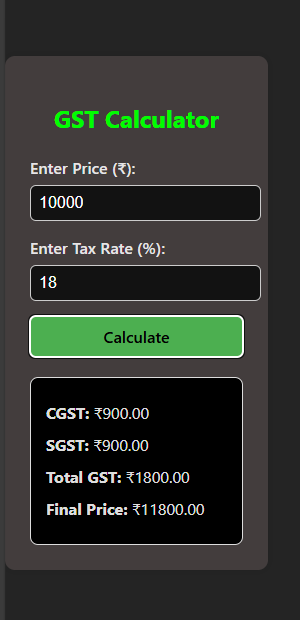 GST Calculator
Enter Price (₹):
10000
Enter Tax Rate (%):
18
Calculate
CGST: ₹900.00
SGST: ₹900.00
Total GST: ₹1800.00
Final Price: ₹11800.00